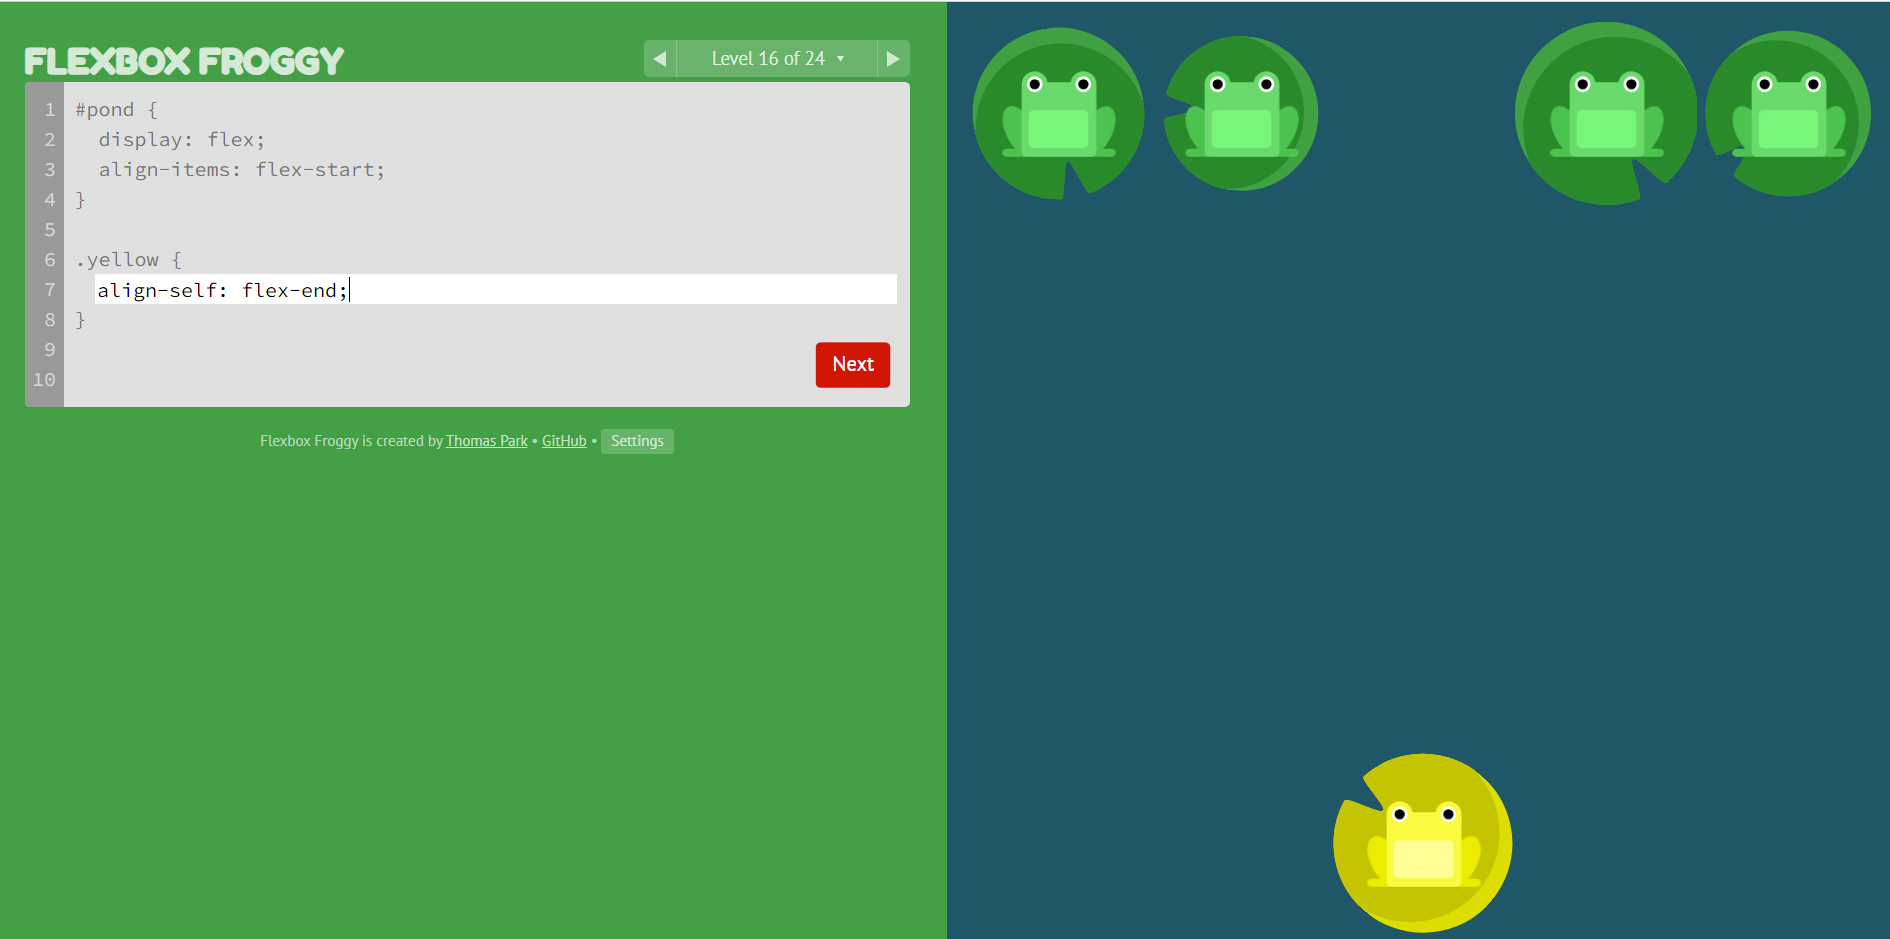 FLEXBOX FROGGY
◀ Level 16 of 24 ▾ ▶
1 #pond {
2 display: flex;
3 align-items: flex-start;
4 }
5
6 .yellow {
7 align-self: flex-end;
8 }
9
10
Next
Flexbox Froggy is created by Thomas Park • GitHub • Settings